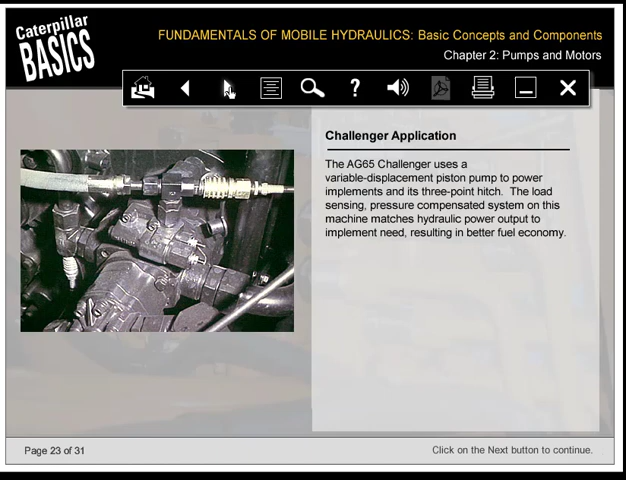 Caterpillar
BASICS
FUNDAMENTALS OF MOBILE HYDRAULICS: Basic Concepts and Components
Chapter 2: Pumps and Motors
?
Challenger Application
The AG65 Challenger uses a
variable-displacement piston pump to power
implements and its three-point hitch. The load
sensing, pressure compensated system on this
machine matches hydraulic power output to
implement need, resulting in better fuel economy.
Page 23 of 31
Click on the Next button to continue.